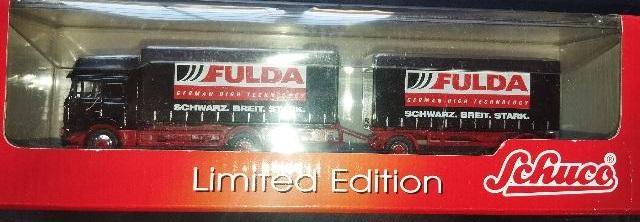 FULDA
GERMAN HIGH TECHNOLOGY
SCHWARZ. BREIT. STARK.
FULDA
GERMAN HIGH TECHNOLOGY
SCHWARZ. BREIT. STARK.
Limited Edition
Schuco®